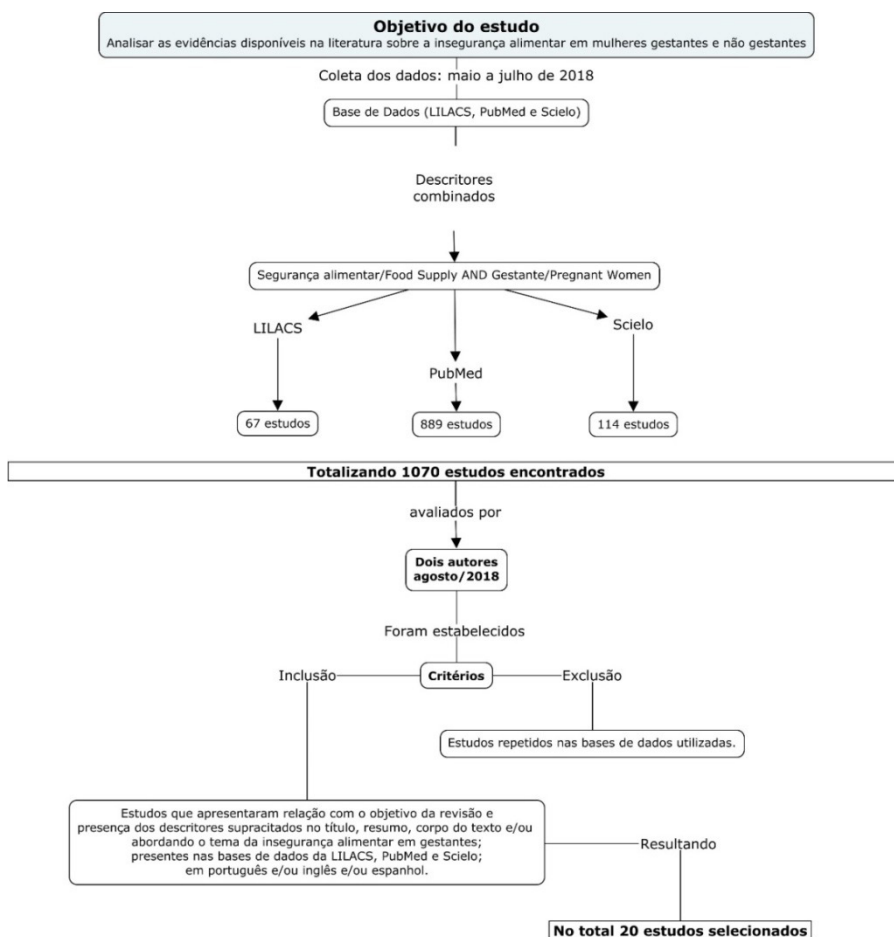 Objetivo do estudo
Analisar as evidências disponíveis na literatura sobre a insegurança alimentar em mulheres gestantes e não gestantes
Coleta dos dados: maio a julho de 2018
Base de Dados (LILACS, PubMed e Scielo)
Descritores
combinados
Segurança alimentar/Food Supply AND Gestante/Pregnant Women
LILACS
PubMed
Scielo
67 estudos
889 estudos
114 estudos
Totalizando 1070 estudos encontrados
avaliados por
Dois autores
agosto/2018
Foram estabelecidos
Inclusão
Critérios
Exclusão
Estudos repetidos nas bases de dados utilizadas.
Estudos que apresentaram relação com o objetivo da revisão e
presença dos descritores supracitados no título, resumo, corpo do texto e/ou
abordando o tema da insegurança alimentar em gestantes;
presentes nas bases de dados da LILACS, PubMed e Scielo;
em português e/ou inglês e/ou espanhol.
Resultando
No total 20 estudos selecionados